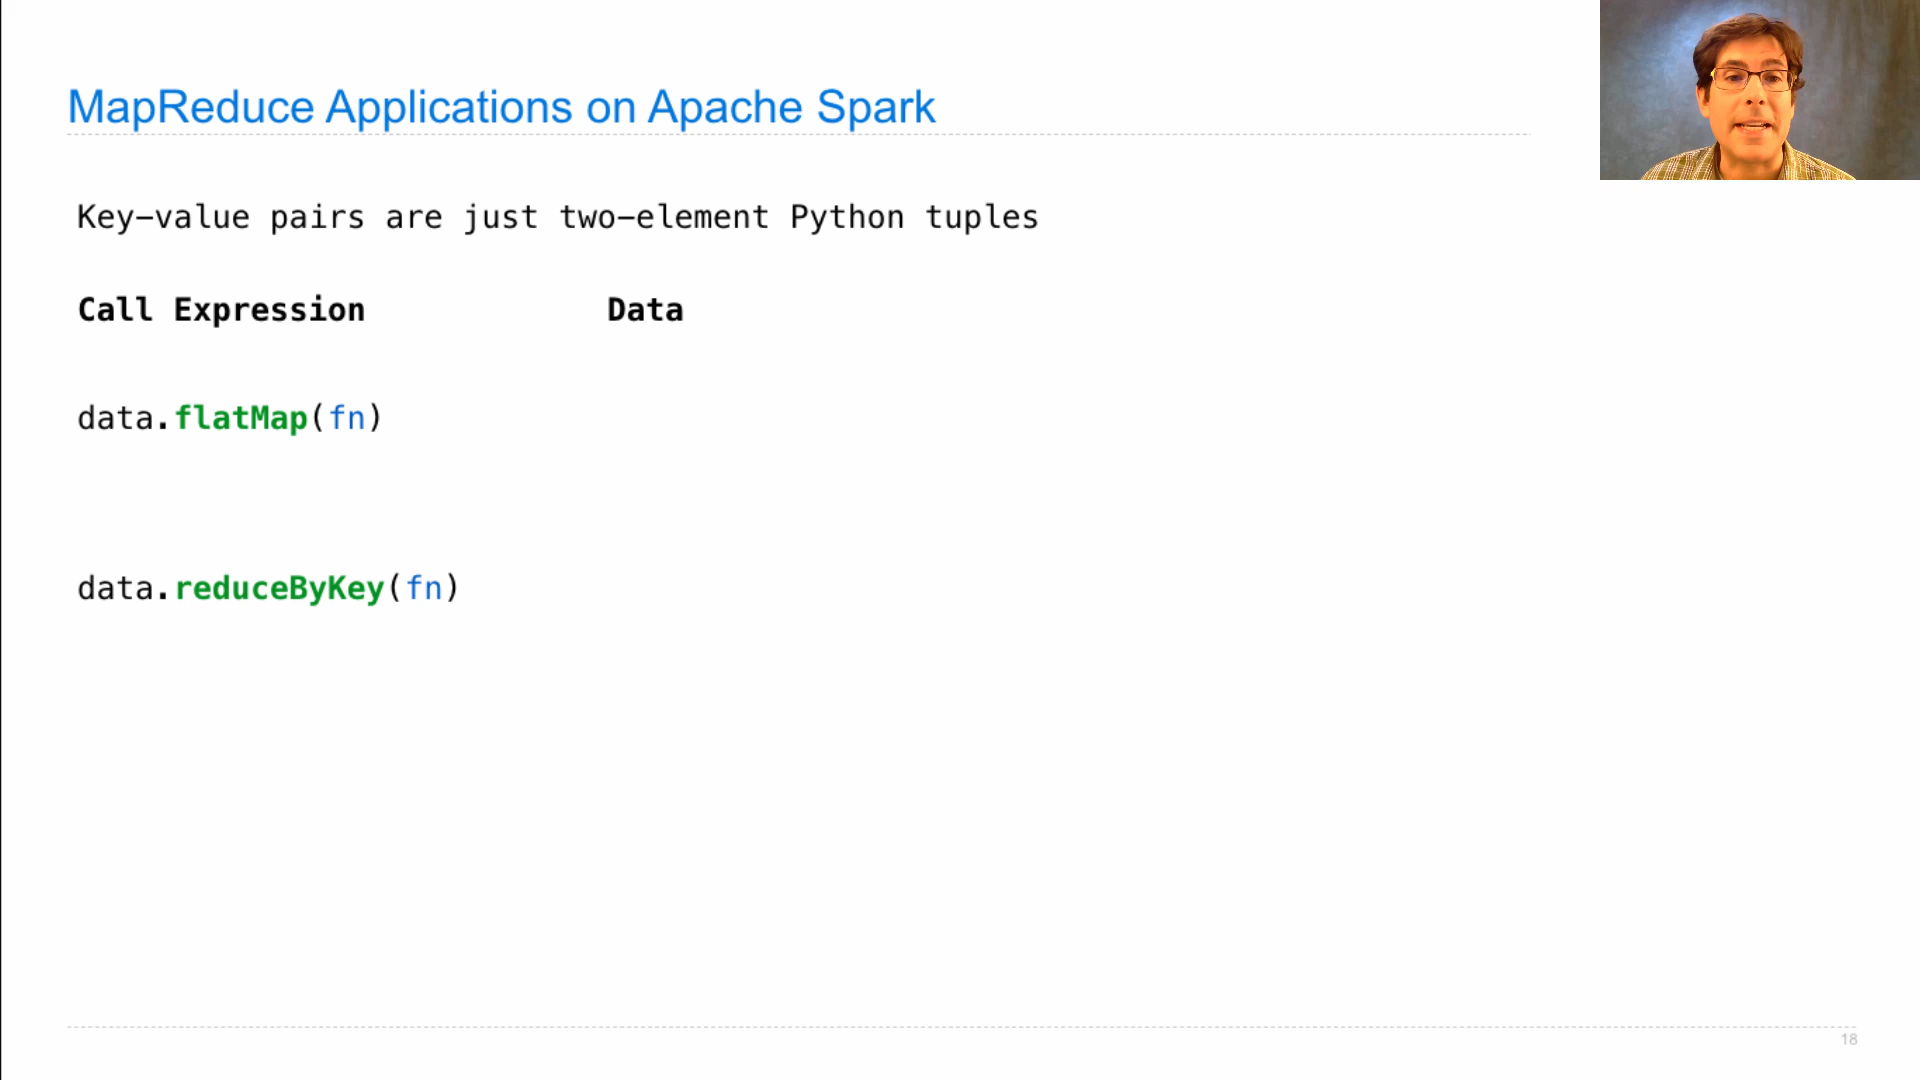 MapReduce Applications on Apache Spark
Key-value pairs are just two-element Python tuples
Call Expression Data
data.flatMap(fn)
data.reduceByKey(fn)
18